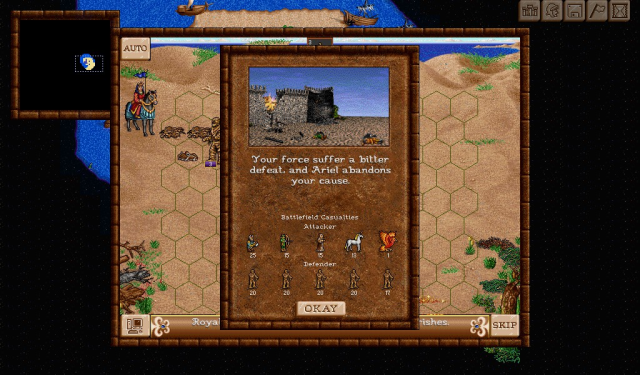 AUTO
Your force suffer a bitter
defeat, and Ariel abandons
your cause.
Battlefield Casualties
Attacker
25 15 15 13 1
Defender
20 20 20 20 17
OKAY
SKIP